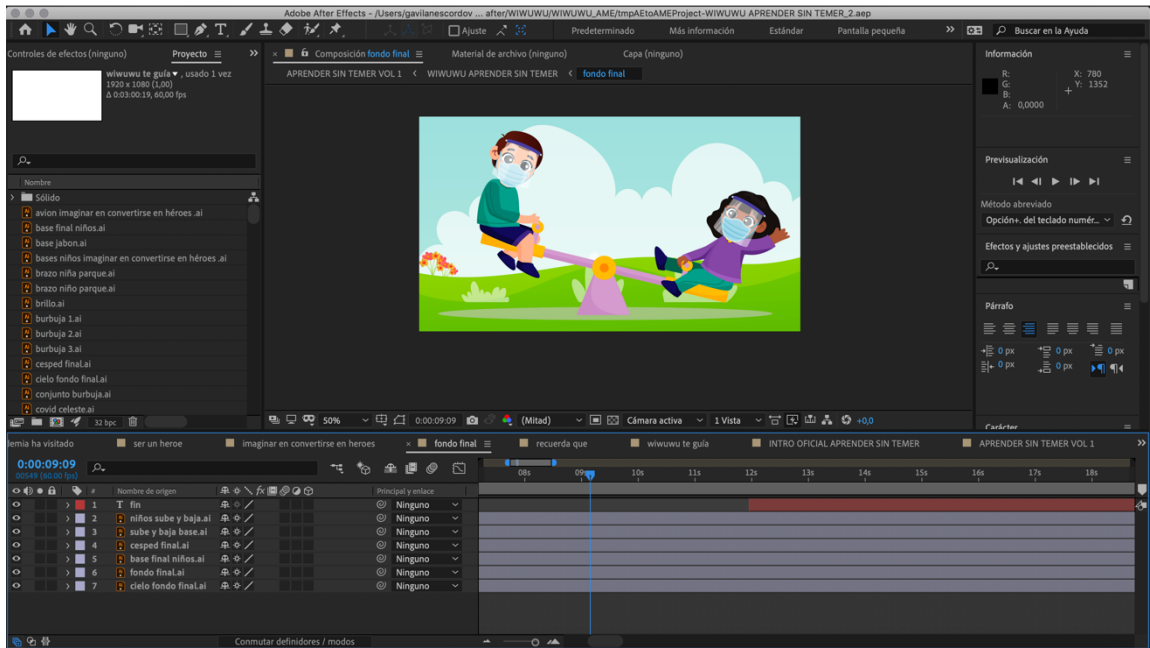 Adobe After Effects - /Users/gavilanescordov ... after/WIWUWU/WIWUWU_AME/tmpAEtoAMEProject-WIWUWU APRENDER SIN TEMER_2.aep
Ajuste
Predeterminado
Más información
Estándar
Pantalla pequeña
Buscar en la Ayuda
Controles de efectos (ninguno)
Proyecto
wiwuwu te guía ▾ , usado 1 vez
1920 x 1080 (1,00)
Δ 0:03:00:19, 60,00 fps
Nombre
Sólido
avion imaginar en convertirse en héroes .ai
base final niños.ai
base jabon.ai
bases niños imaginar en convertirse en héroes .ai
brazo niña parque.ai
brazo niño parque.ai
brillo.ai
burbuja 1.ai
burbuja 2.ai
burbuja 3.ai
cesped final.ai
cielo fondo final.ai
conjunto burbuja.ai
covid celeste.ai
32 bpc
Composición fondo final
Material de archivo (ninguno)
Capa (ninguno)
APRENDER SIN TEMER VOL 1 < WIWUWU APRENDER SIN TEMER < fondo final
50%
0:00:09:09
(Mitad)
Cámara activa
1 Vista
+0,0
Información
R:
G:
B:
A: 0,0000
X: 780
Y: 1352
Previsualización
Método abreviado
Opción+. del teclado numér...
Efectos y ajustes preestablecidos
Párrafo
0 px
0 px
0 px
0 px
0 px
Carácter
lemia ha visitado
ser un heroe
imaginar en convertirse en heroes
fondo final
recuerda que
wiwuwu te guía
INTRO OFICIAL APRENDER SIN TEMER
APRENDER SIN TEMER VOL 1
0:00:09:09
00549 (60.00 fps)
08s 09s 10s 11s 12s 13s 14s 15s 16s 17s 18s
# Nombre de origen
Principal y enlace
1 T fin Ninguno
2 niños sube y baja.ai Ninguno
3 sube y baja base.ai Ninguno
4 cesped final.ai Ninguno
5 base final niños.ai Ninguno
6 fondo final.ai Ninguno
7 cielo fondo final.ai Ninguno
Conmutar definidores / modos